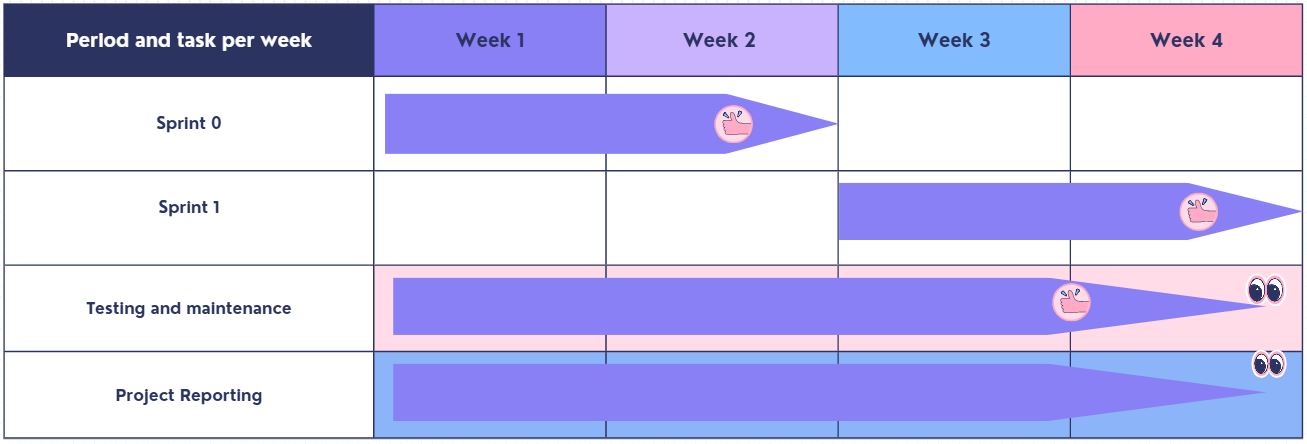 Period and task per week
Week 1
Week 2
Week 3
Week 4
Sprint 0
Sprint 1
Testing and maintenance
Project Reporting